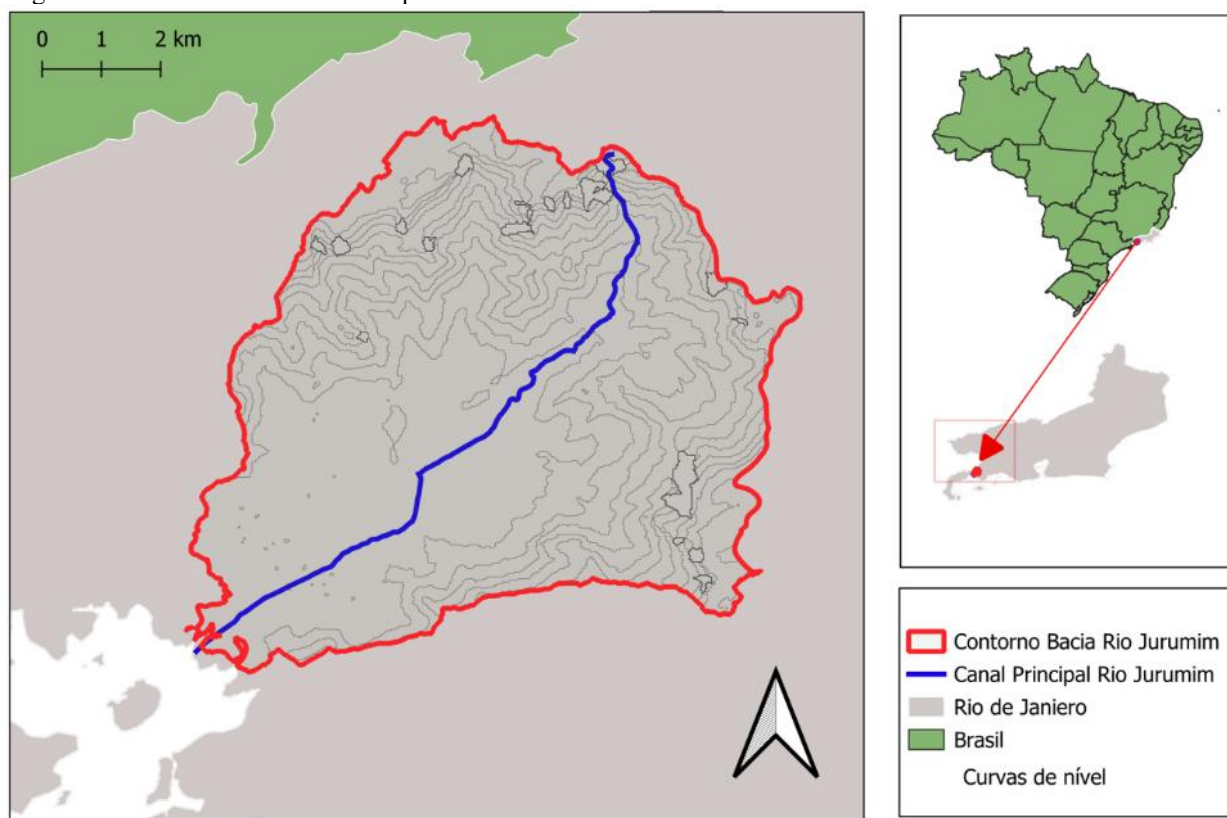 0 1 2 km
Contorno Bacia Rio Jurumim
Canal Principal Rio Jurumim
Rio de Janiero
Brasil
Curvas de nível